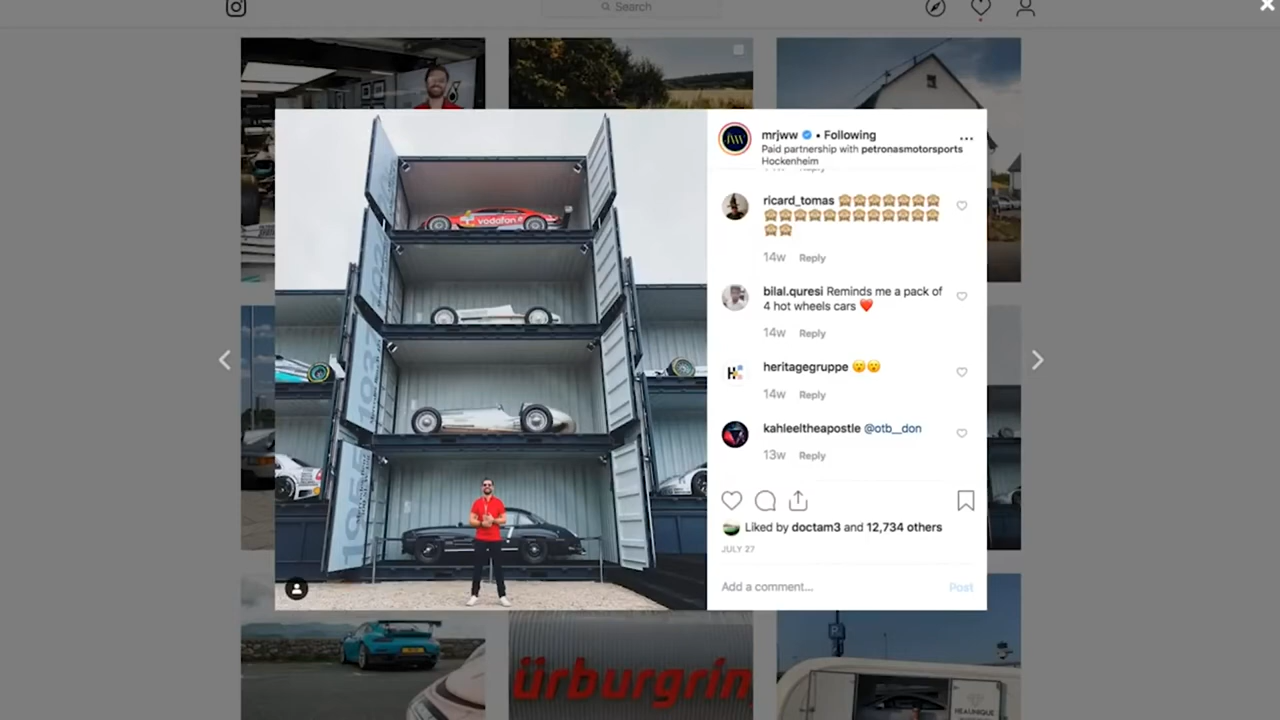 Search
mrjww • Following
Paid partnership with petronasmotorsports
Hockenheim
ricard_tomas
14w Reply
bilal.quresi Reminds me a pack of
4 hot wheels cars
14w Reply
heritagegruppe
14w Reply
kahleeltheapostle @otb__don
13w Reply
Liked by doctam3 and 12,734 others
JULY 27
Add a comment...
Post
vodafone
ürburgrin
HEAUNIQUE